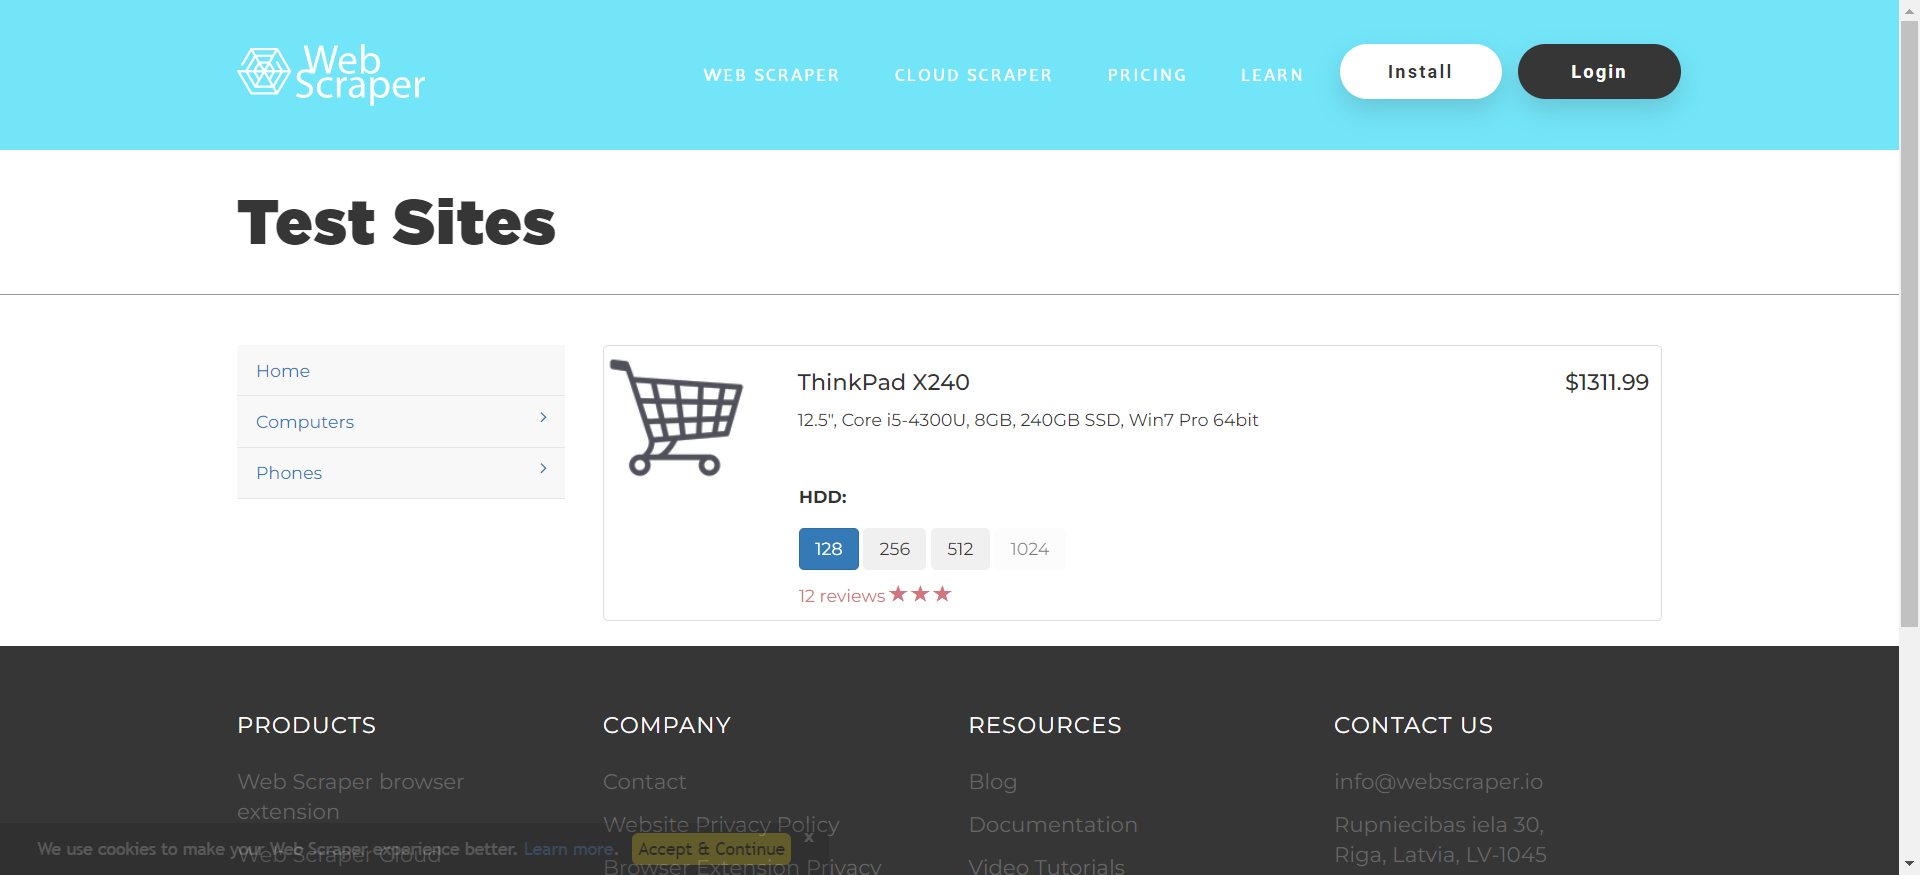 Web
Scraper
WEB SCRAPER
CLOUD SCRAPER
PRICING
LEARN
Install
Login
Test Sites
Home
Computers
Phones
ThinkPad X240
$1311.99
12.5", Core i5-4300U, 8GB, 240GB SSD, Win7 Pro 64bit
HDD:
128
256
512
1024
12 reviews
PRODUCTS
Web Scraper browser
extension
Web Scraper Cloud
COMPANY
Contact
Website Privacy Policy
Browser Extension Privacy
RESOURCES
Blog
Documentation
Video Tutorials
CONTACT US
info@webscraper.io
Rupniecibas iela 30,
Riga, Latvia, LV-1045
We use cookies to make your Web Scraper experience better. Learn more.
Accept & Continue
x